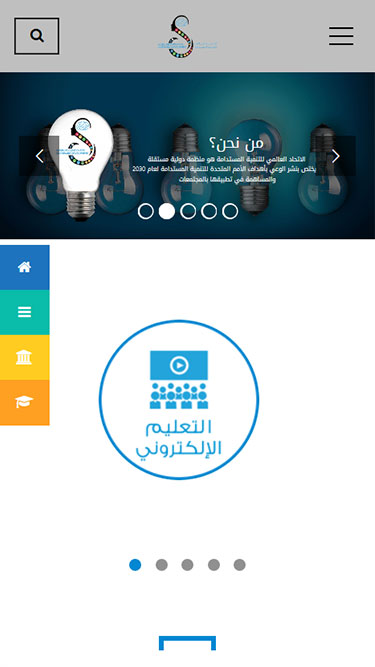 من نحن؟
الاتحاد العالمي للتنمية المستدامة هو منظمة دولية مستقلة
يختص بنشر الوعي بأهداف الأمم المتحدة للتنمية المستدامة لعام 2030
والمساهمة في تطبيقها بالمجتمعات
التعليم
الإلكتروني